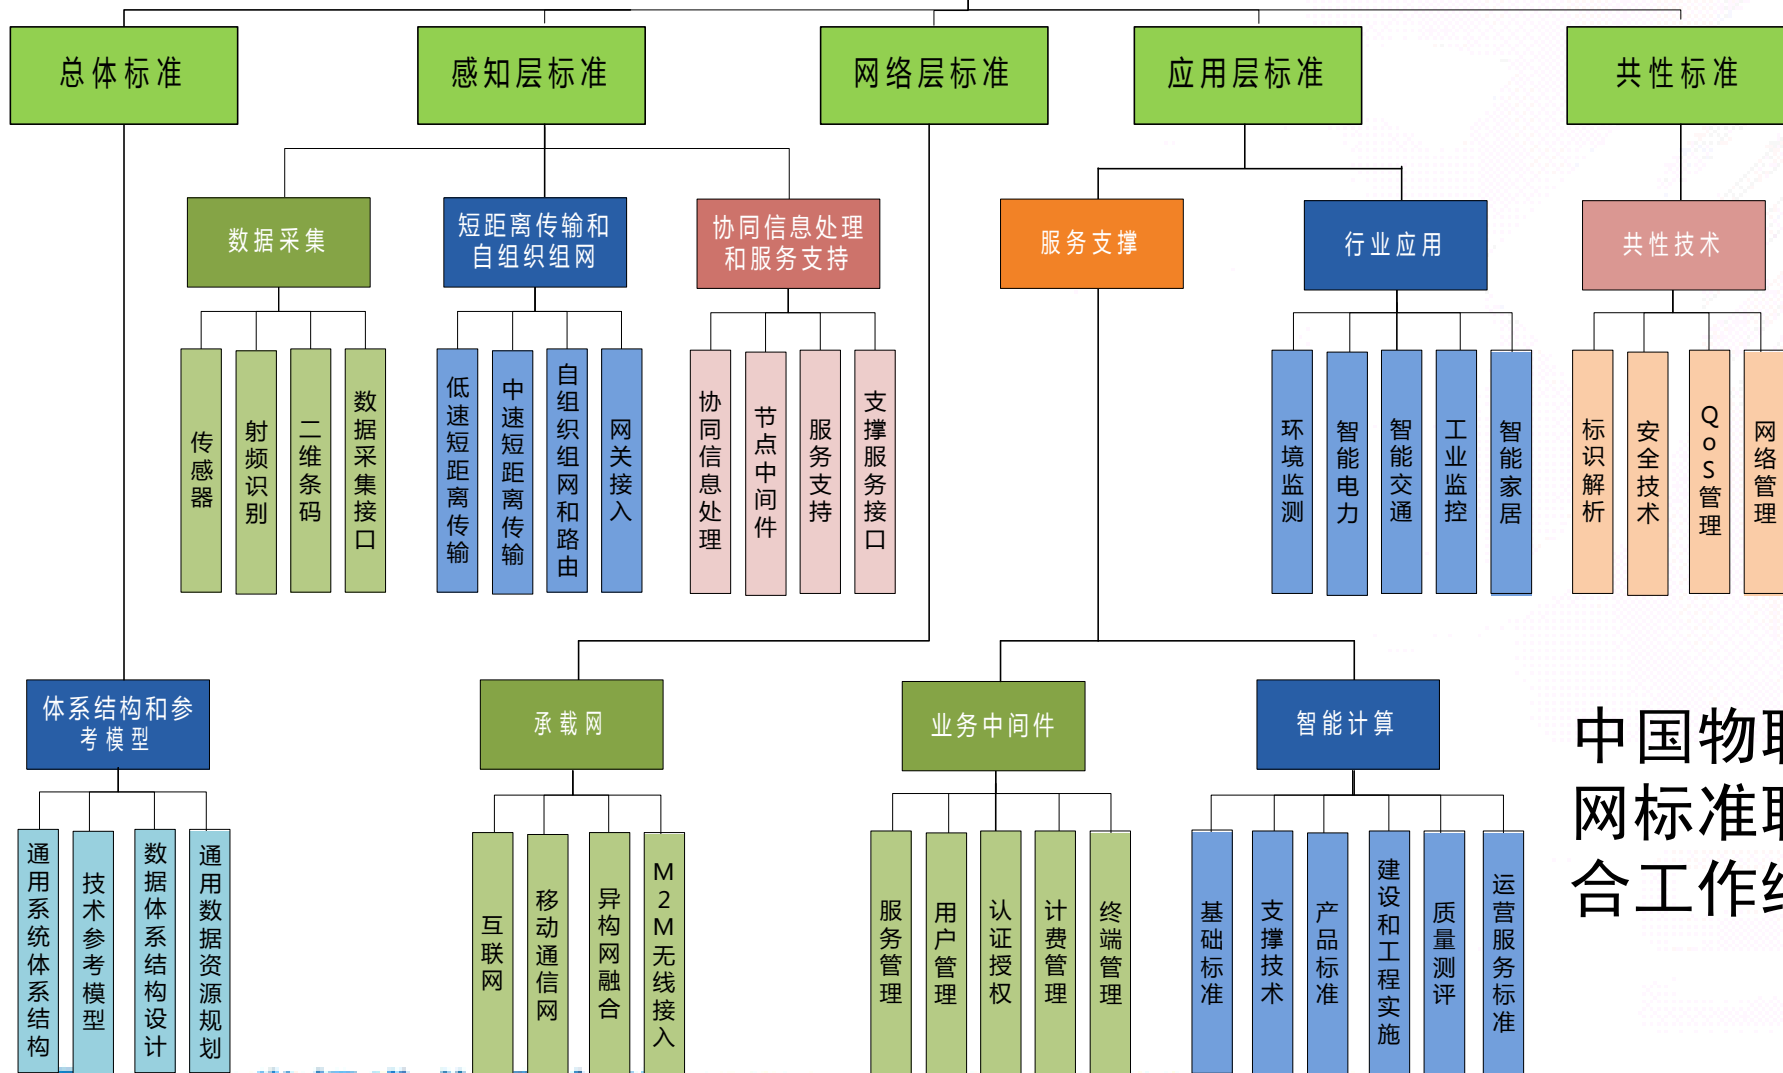 总体标准
感知层标准
网络层标准
应用层标准
共性标准
数据采集
短距离传输和
自组织组网
协同信息处理
和服务支持
服务支撑
行业应用
共性技术
传感器
射频识别
二维条码
数据采集接口
低速短距离传输
中速短距离传输
自组织组网和路由
网关接入
协同信息处理
节点中间件
服务支持
支撑服务接口
环境监测
智能电力
智能交通
工业监控
智能家居
标识解析
安全技术
QoS管理
网络管理
体系结构和参
考模型
承载网
业务中间件
智能计算
通用系统体系结构
技术参考模型
数据体系结构设计
通用数据资源规划
互联网
移动通信网
异构网融合
M2M无线接入
服务管理
用户管理
认证授权
计费管理
终端管理
基础标准
支撑技术
产品标准
建设和工程实施
质量测评
运营服务标准
中国物联
网标准联
合工作组